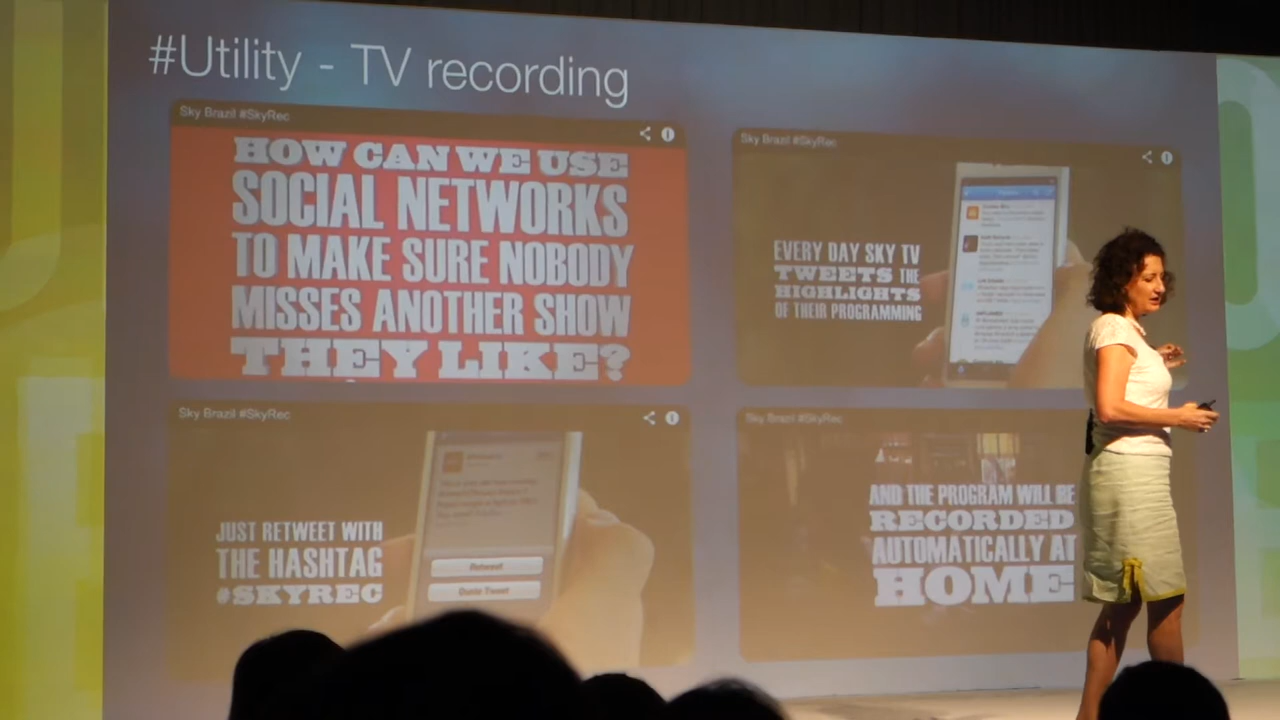 #Utility - TV recording
Sky Brazil #SkyRec
HOW CAN WE USE
SOCIAL NETWORKS
TO MAKE SURE NOBODY
MISSES ANOTHER SHOW
THEY LIKE?
Sky Brazil #SkyRec
EVERY DAY SKY TV
TWEETS THE
HIGHLIGHTS
OF THEIR PROGRAMMING
Sky Brazil #SkyRec
JUST RETWEET WITH
THE HASHTAG
#SKYREC
Retweet
Quote Tweet
Sky Brazil #SkyRec
AND THE PROGRAM WILL BE
RECORDED
AUTOMATICALLY AT
HOME